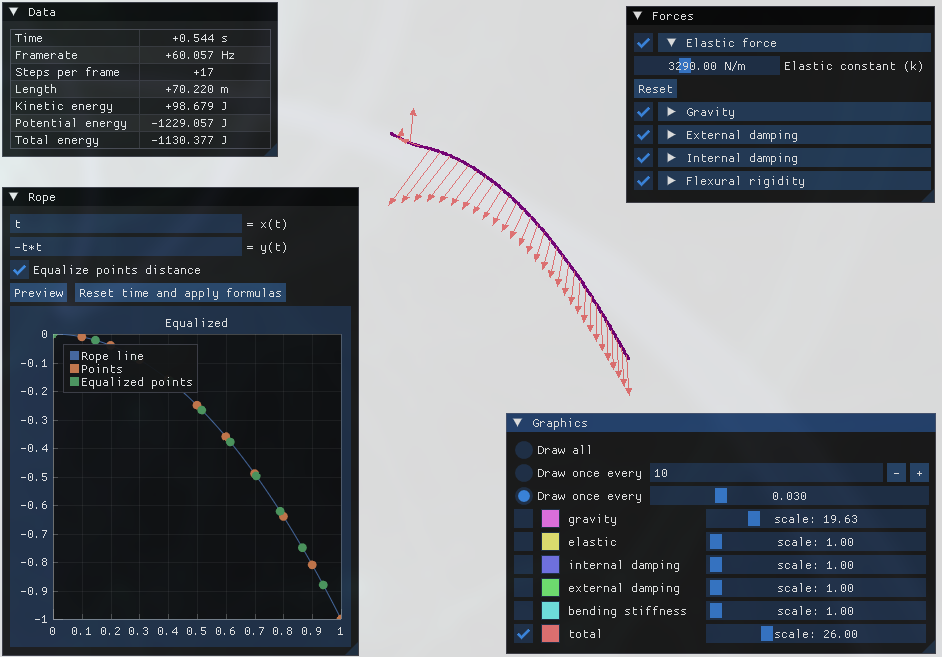 Data
Time +0.544 s
Framerate +60.057 Hz
Steps per frame +17
Length +70.220 m
Kinetic energy +98.679 J
Potential energy -1229.057 J
Total energy -1130.377 J
Rope
t = x(t)
-t*t = y(t)
Equalize points distance
Preview Reset time and apply formulas
Equalized
0
-0.1
-0.2
-0.3
-0.4
-0.5
-0.6
-0.7
-0.8
-0.9
-1
Rope line
Points
Equalized points
0 0.1 0.2 0.3 0.4 0.5 0.6 0.7 0.8 0.9 1
Forces
Elastic force
3290.00 N/m Elastic constant (k)
Reset
Gravity
External damping
Internal damping
Flexural rigidity
Graphics
Draw all
Draw once every 10 - +
Draw once every 0.030
gravity scale: 19.63
elastic scale: 1.00
internal damping scale: 1.00
external damping scale: 1.00
bending stiffness scale: 1.00
total scale: 26.00